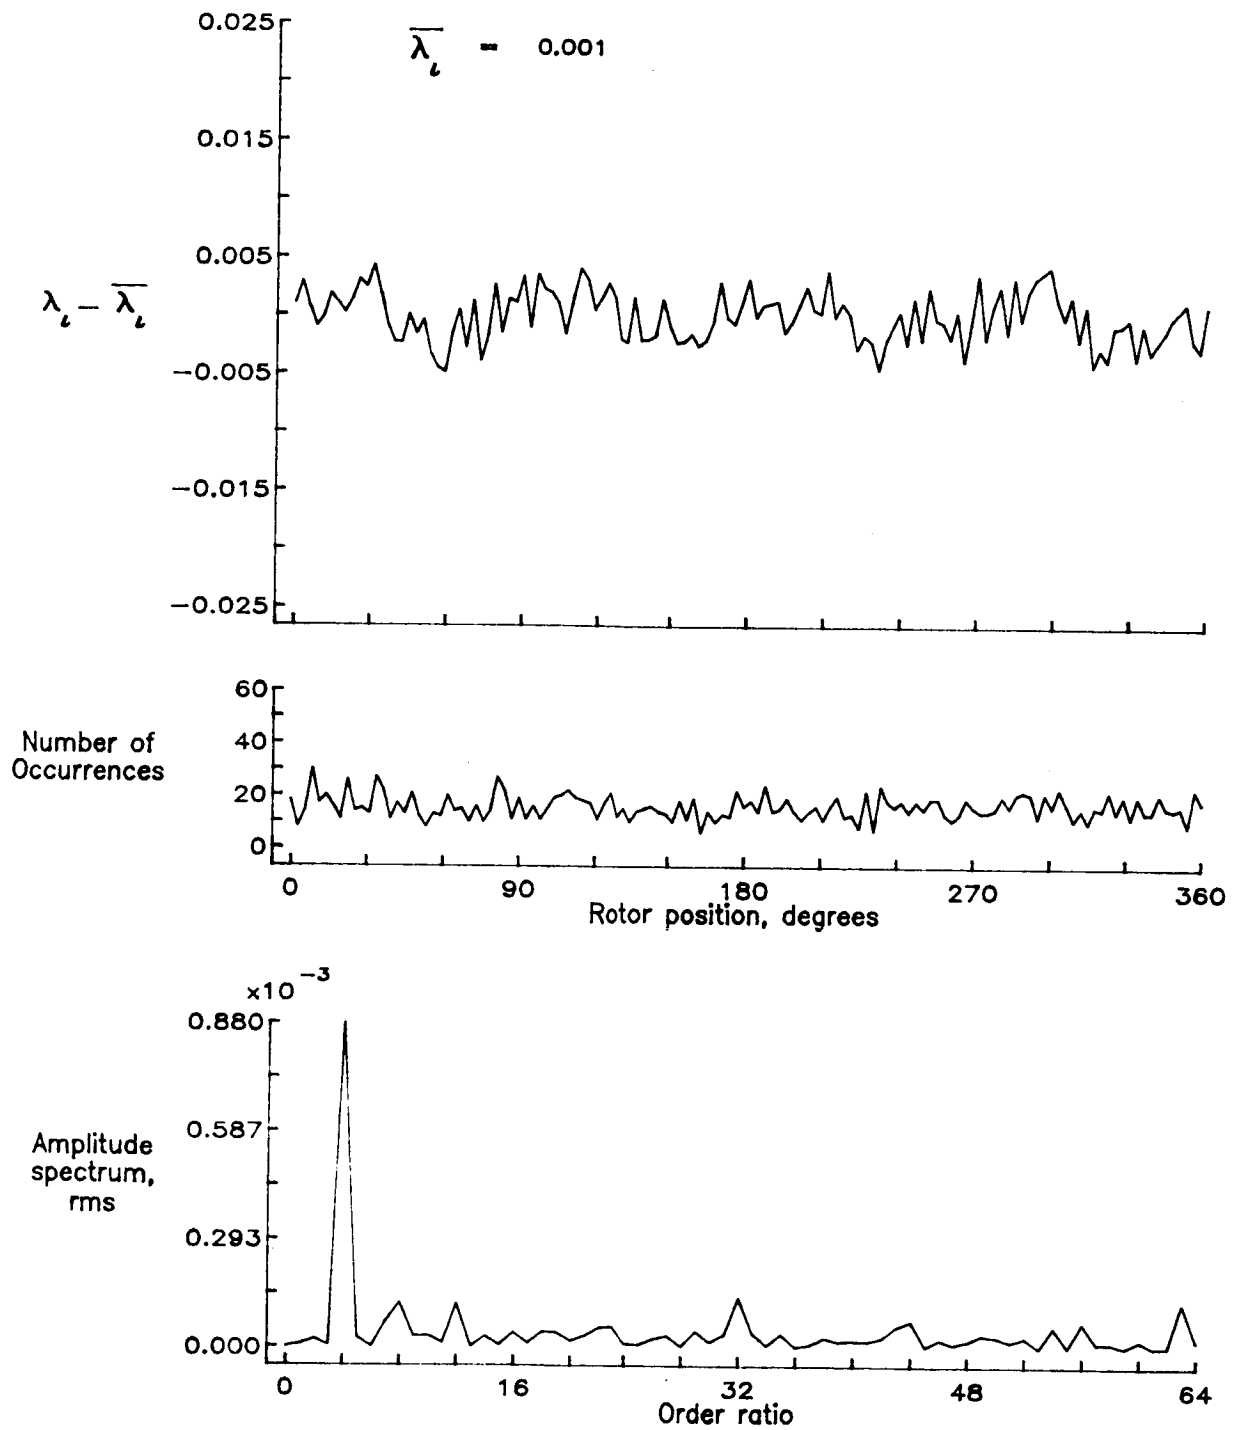 0.025
λ̅ι = 0.001
0.015
0.005
λι – λ̅ι
−0.005
−0.015
−0.025
60
Number of
Occurrences
40
20
0
0 90 180 270 360
Rotor position, degrees
×10⁻³
0.880
Amplitude
spectrum,
rms
0.587
0.293
0.000
0 16 32 48 64
Order ratio